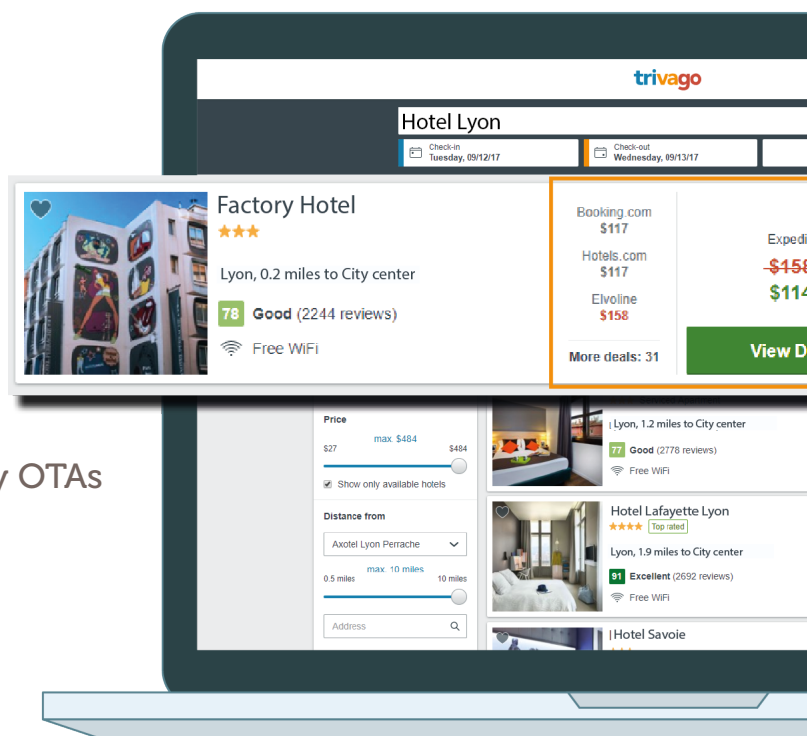 trivago
Hotel Lyon
Check-in
Tuesday, 09/12/17
Check-out
Wednesday, 09/13/17
Factory Hotel
Lyon, 0.2 miles to City center
78 Good (2244 reviews)
Free WiFi
Booking.com
$117
Hotels.com
$117
Elvoline
$158
More deals: 31
Expedi
$158
$114
View D
y OTAs
Price
max. $484
$27
$484
Show only available hotels
Distance from
Axotel Lyon Perrache
max. 10 miles
0.5 miles
10 miles
Address
Lyon, 1.2 miles to City center
77 Good (2778 reviews)
Free WiFi
Hotel Lafayette Lyon
Top rated
Lyon, 1.9 miles to City center
91 Excellent (2692 reviews)
Free WiFi
Hotel Savoie